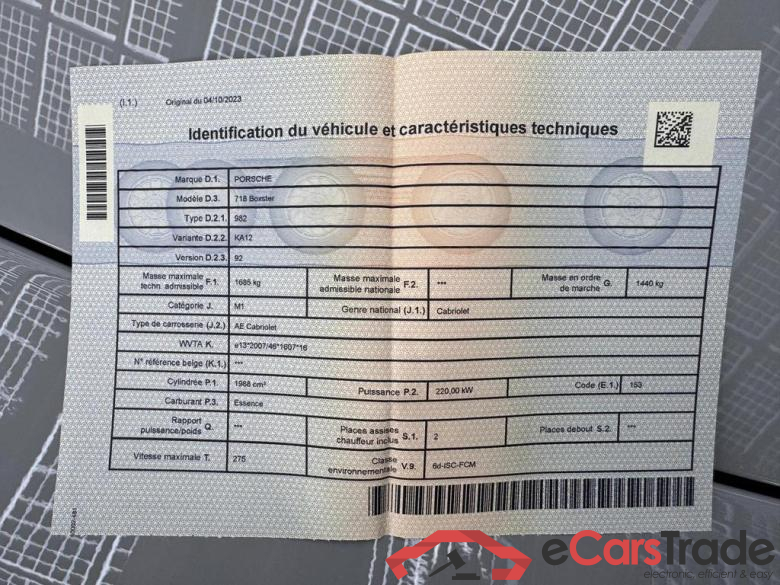 (I.1.) Original du 04/10/2023
Identification du véhicule et caractéristiques techniques
Marque D.1. PORSCHE
Modèle D.3. 718 Boxster
Type D.2.1. 982
Variante D.2.2. KA12
Version D.2.3. 92
Masse maximale techn. admissible F.1. 1685 kg Masse maximale admissible nationale F.2. *** Masse en ordre de marche G. 1440 kg
Catégorie J. M1 Genre national (J.1.) Cabriolet
Type de carrosserie (J.2.) AE Cabriolet
WVTA K. e13*2007/46*1607*16
N° référence belge (K.1.) ***
Cylindrée P.1. 1988 cm³ Puissance P.2. 220,00 kW Code (E.1.) 153
Carburant P.3. Essence
Rapport puissance/poids Q. *** Places assises chauffeur inclus S.1. 2 Places debout S.2. ***
Vitesse maximale T. 275 Classe environnementale V.9. 6d-ISC-FCM
eCarsTrade
electronic, efficient & easy